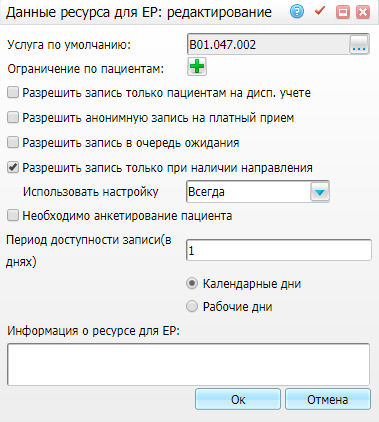 Данные ресурса для ЕР: редактирование
Услуга по умолчанию: B01.047.002 ...
Ограничение по пациентам:
Разрешить запись только пациентам на дисп. учете
Разрешить анонимную запись на платный прием
Разрешить запись в очередь ожидания
Разрешить запись только при наличии направления
Использовать настройку Всегда
Необходимо анкетирование пациента
Период доступности записи(в
днях) 1
Календарные дни
Рабочие дни
Информация о ресурсе для ЕР:
Ок Отмена